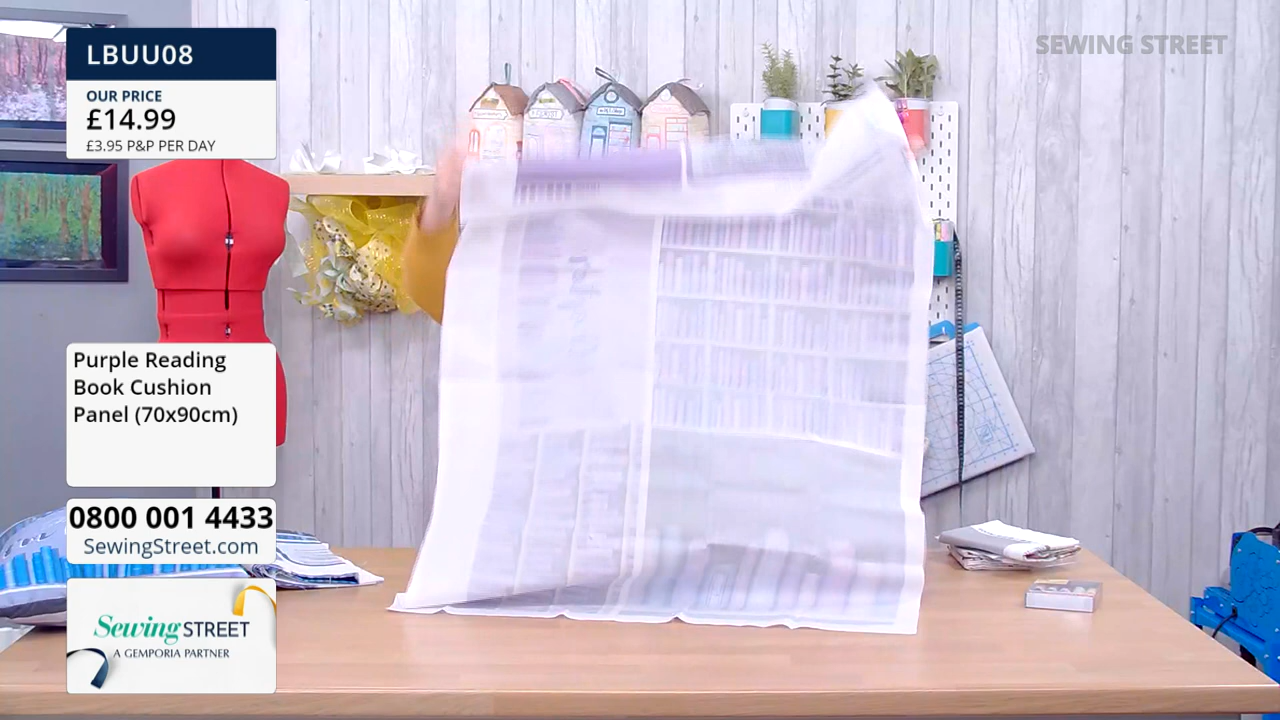 LBUU08
OUR PRICE
£14.99
£3.95 P&P PER DAY
SEWING STREET
Purple Reading
Book Cushion
Panel (70x90cm)
0800 001 4433
SewingStreet.com
Sewing STREET
A GEMPORIA PARTNER